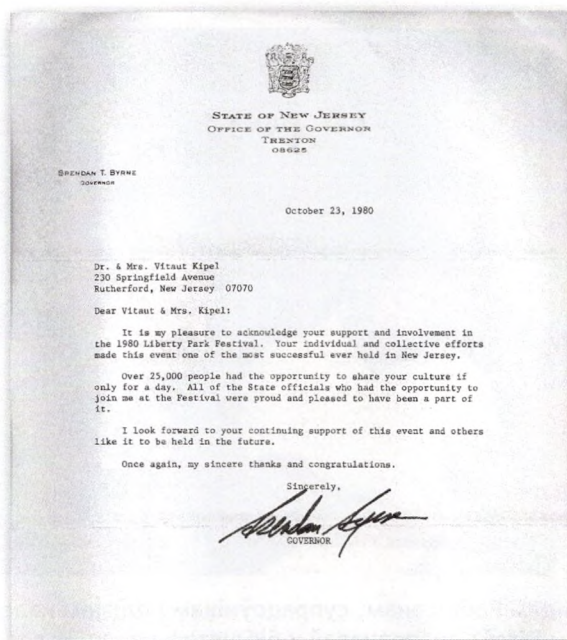 STATE OF NEW JERSEY
OFFICE OF THE GOVERNOR
TRENTON
08625
BRENDAN T. BYRNE
GOVERNOR
October 23, 1980
Dr. & Mrs. Vitaut Kipel
230 Springfield Avenue
Rutherford, New Jersey 07070
Dear Vitaut & Mrs. Kipel:
It is my pleasure to acknowledge your support and involvement in
the 1980 Liberty Park Festival. Your individual and collective efforts
made this event one of the most successful ever held in New Jersey.
Over 25,000 people had the opportunity to share your culture if
only for a day. All of the State officials who had the opportunity to
join me at the Festival were proud and pleased to have been a part of
it.
I look forward to your continuing support of this event and others
like it to be held in the future.
Once again, my sincere thanks and congratulations.
Sincerely,
Brendan Byrne
GOVERNOR